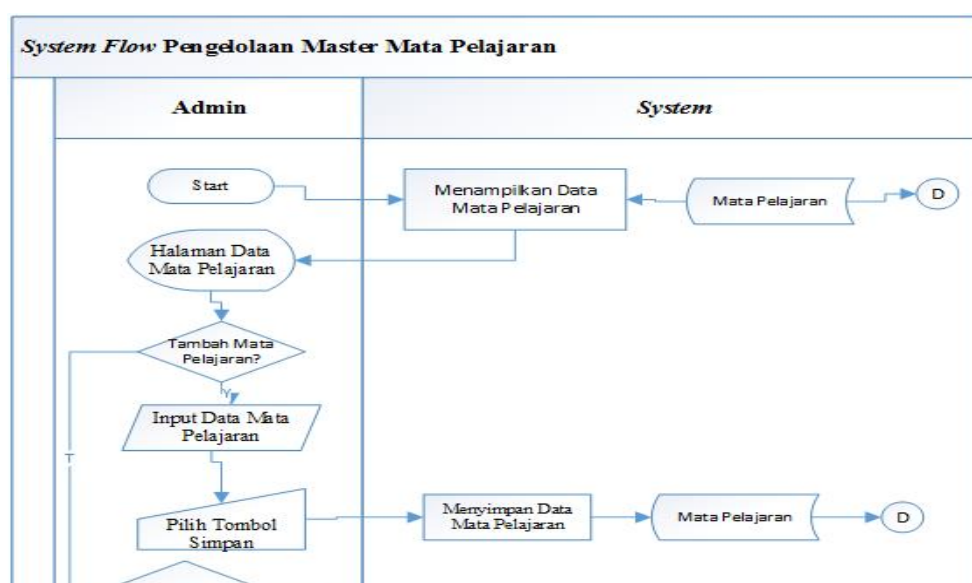 System Flow Pengelolaan Master Mata Pelajaran
Admin
System
Start
Menampilkan Data
Mata Pelajaran
Mata Pelajaran
D
Halaman Data
Mata Pelajaran
Tambah Mata
Pelajaran?
Y
Input Data Mata
Pelajaran
T
Pilih Tombol
Simpan
Menyimpan Data
Mata Pelajaran
Mata Pelajaran
D